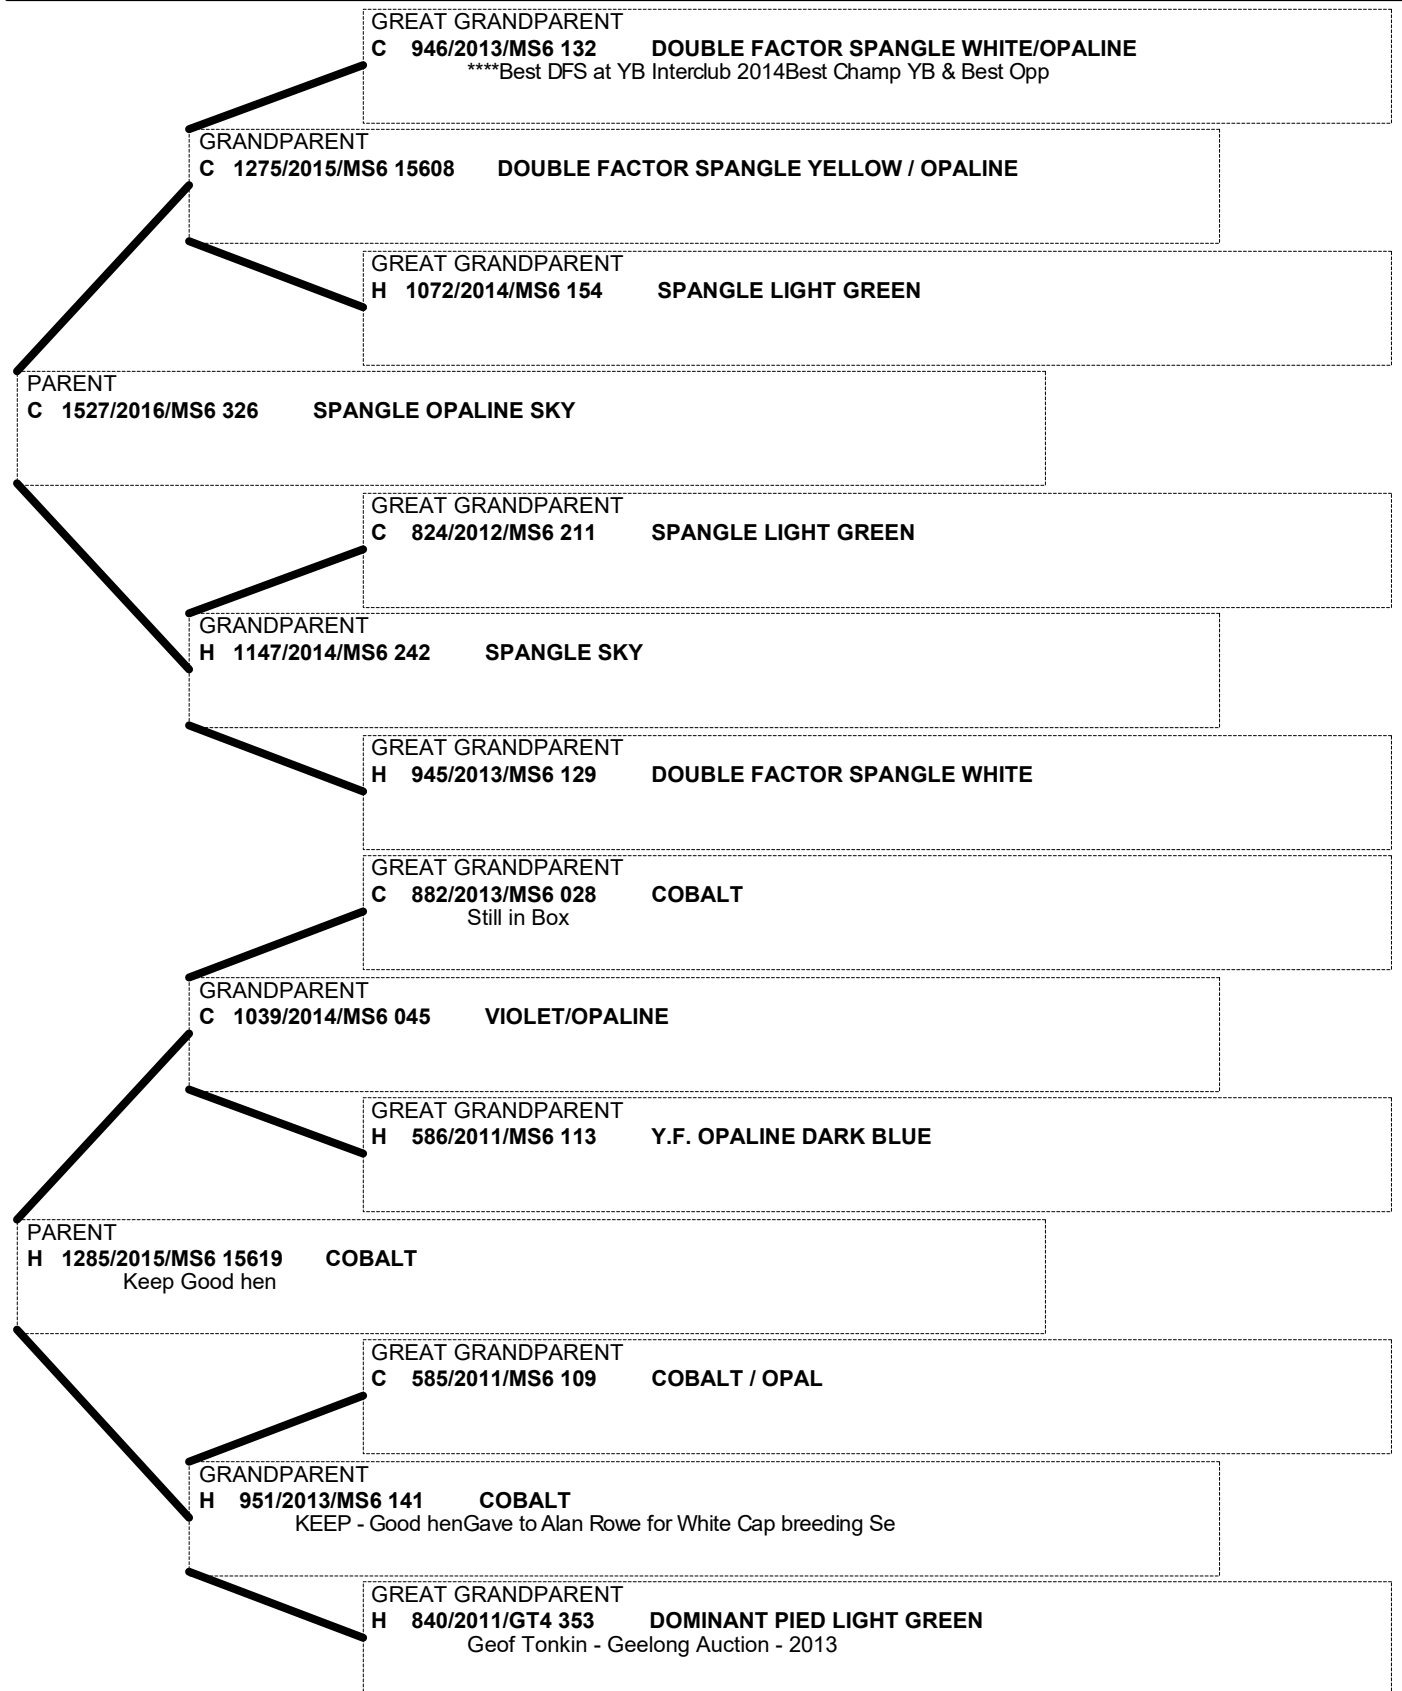 GREAT GRANDPARENT
C 946/2013/MS6 132 DOUBLE FACTOR SPANGLE WHITE/OPALINE
****Best DFS at YB Interclub 2014Best Champ YB & Best Opp
GRANDPARENT
C 1275/2015/MS6 15608 DOUBLE FACTOR SPANGLE YELLOW / OPALINE
GREAT GRANDPARENT
H 1072/2014/MS6 154 SPANGLE LIGHT GREEN
PARENT
C 1527/2016/MS6 326 SPANGLE OPALINE SKY
GREAT GRANDPARENT
C 824/2012/MS6 211 SPANGLE LIGHT GREEN
GRANDPARENT
H 1147/2014/MS6 242 SPANGLE SKY
GREAT GRANDPARENT
H 945/2013/MS6 129 DOUBLE FACTOR SPANGLE WHITE
GREAT GRANDPARENT
C 882/2013/MS6 028 COBALT
Still in Box
GRANDPARENT
C 1039/2014/MS6 045 VIOLET/OPALINE
GREAT GRANDPARENT
H 586/2011/MS6 113 Y.F. OPALINE DARK BLUE
PARENT
H 1285/2015/MS6 15619 COBALT
Keep Good hen
GREAT GRANDPARENT
C 585/2011/MS6 109 COBALT / OPAL
GRANDPARENT
H 951/2013/MS6 141 COBALT
KEEP - Good henGave to Alan Rowe for White Cap breeding Se
GREAT GRANDPARENT
H 840/2011/GT4 353 DOMINANT PIED LIGHT GREEN
Geof Tonkin - Geelong Auction - 2013